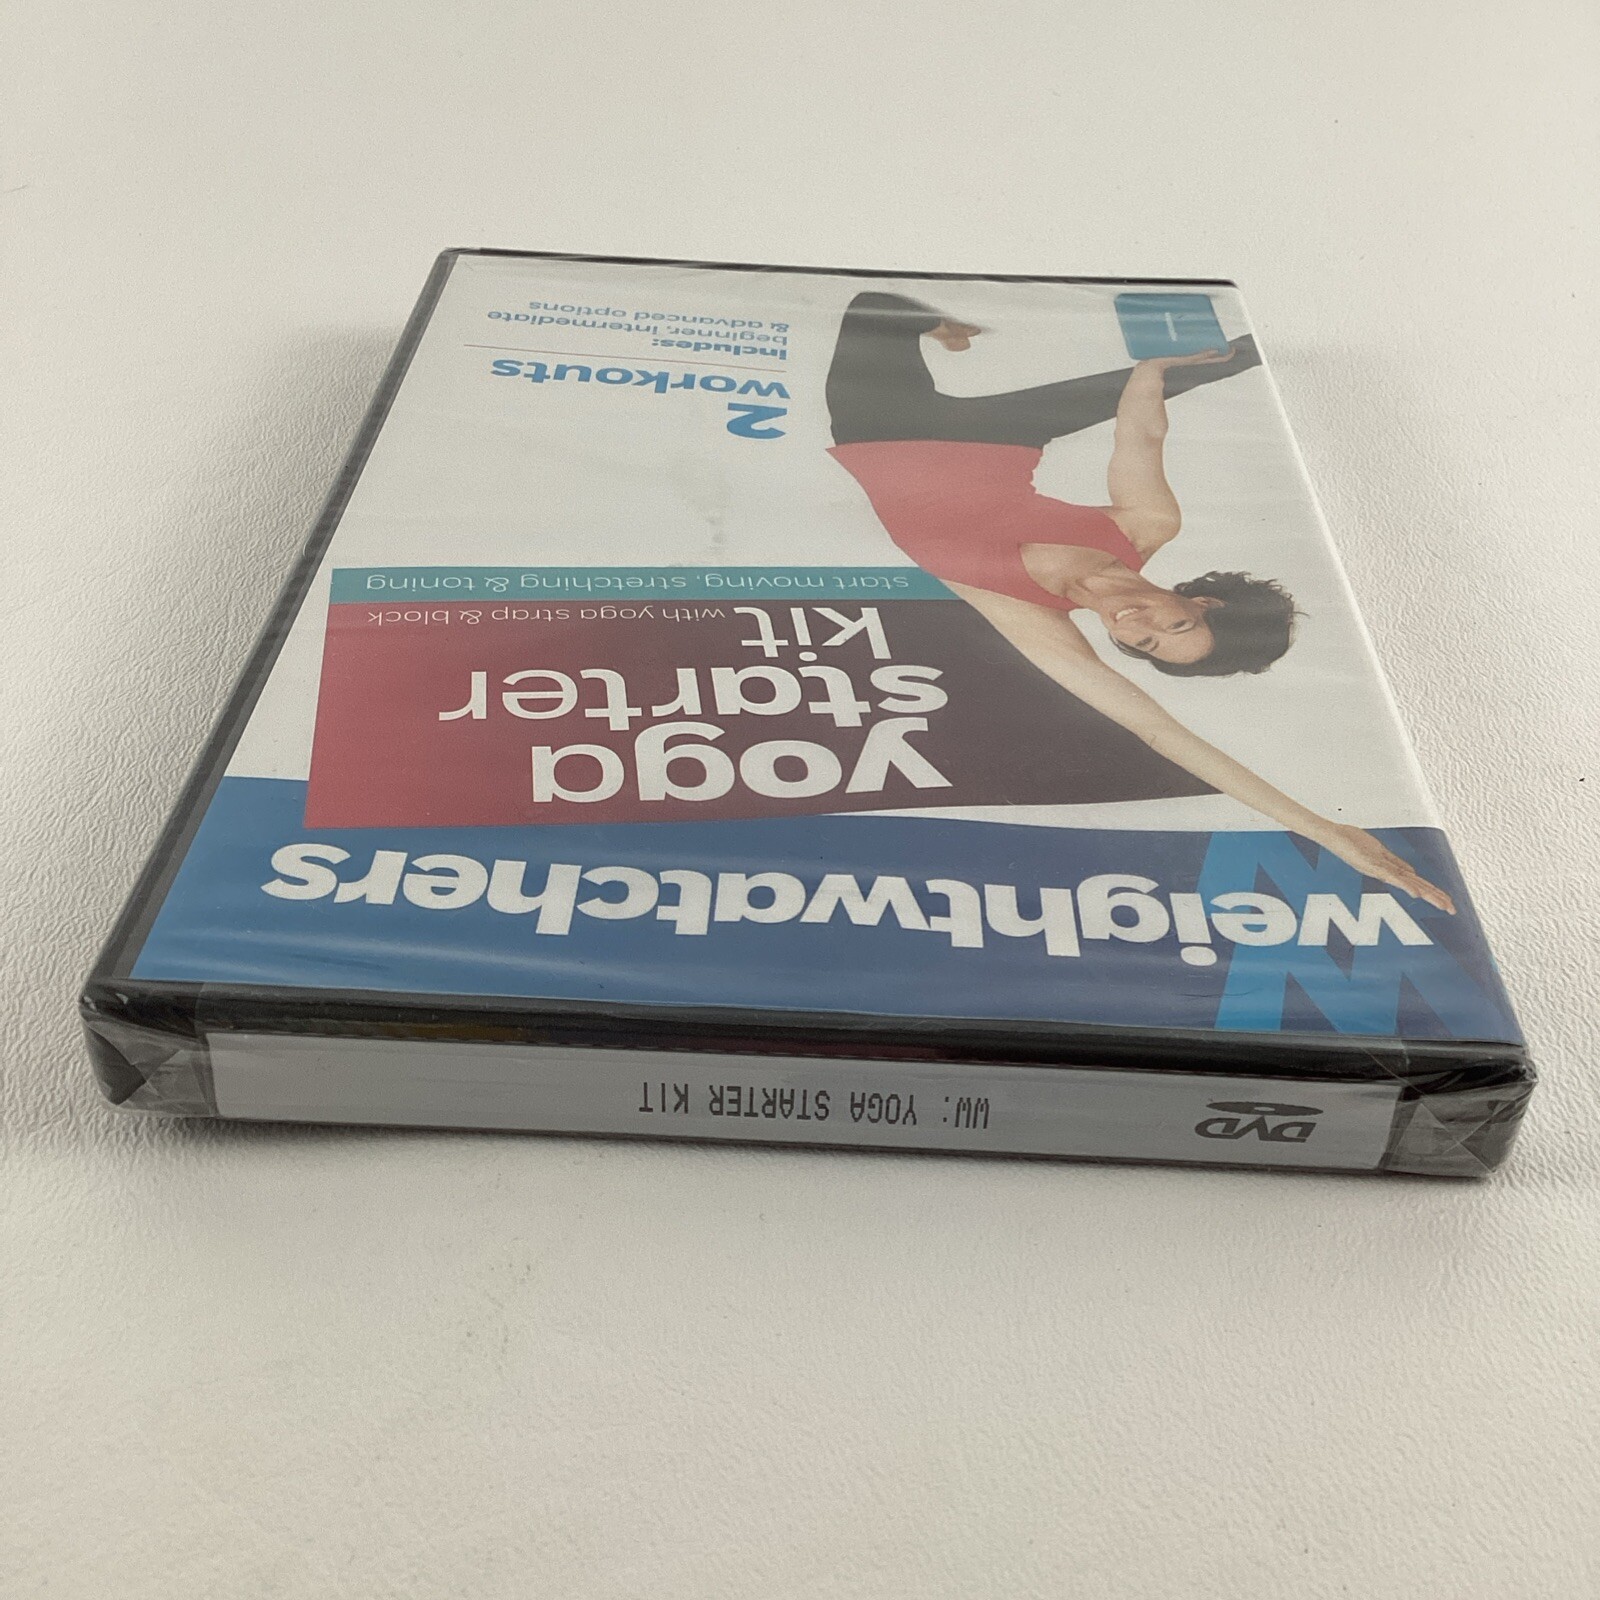 weightwatchers
yoga
starter
kit with yoga strap & block
start moving, stretching & toning
2
workouts
Includes:
beginner, intermediate
& advanced options
DVD
WW: YOGA STARTER KIT